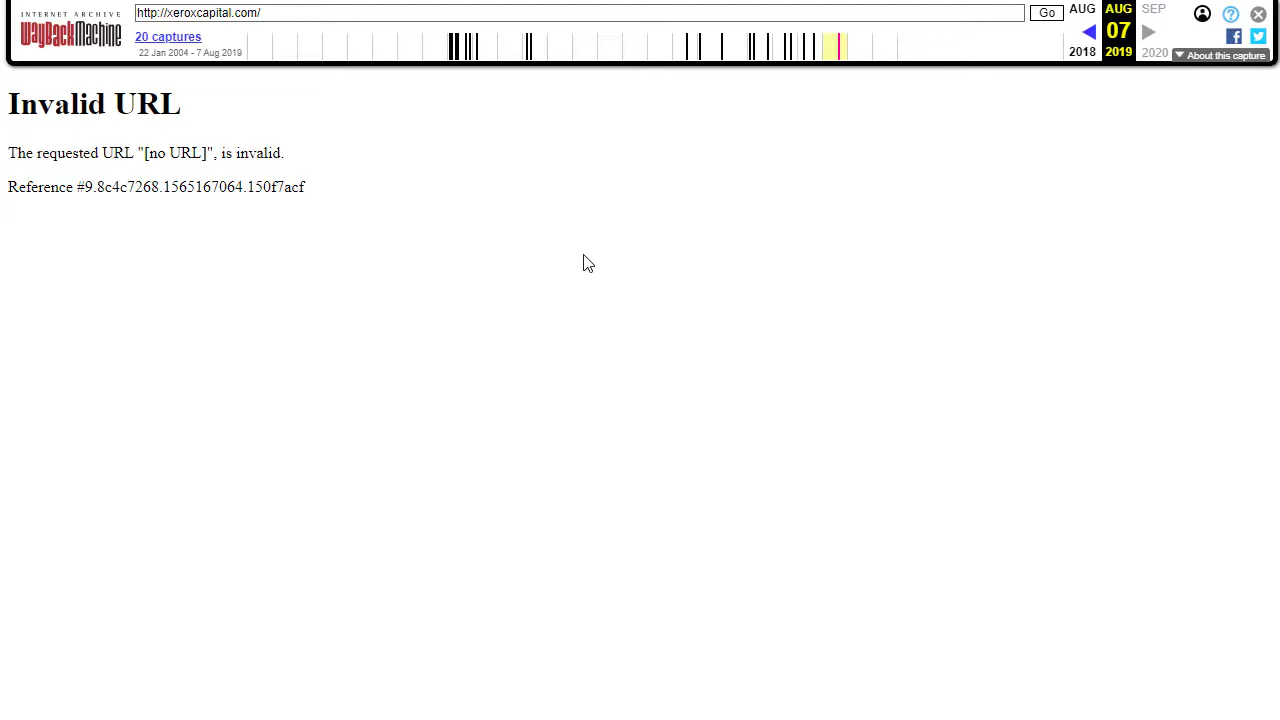 INTERNET ARCHIVE
WayBackMachine
http://xeroxcapital.com/
Go
20 captures
22 Jan 2004 - 7 Aug 2019
AUG AUG SEP
07
2018 2019 2020
?
f
About this capture
Invalid URL
The requested URL "[no URL]", is invalid.
Reference #9.8c4c7268.1565167064.150f7acf